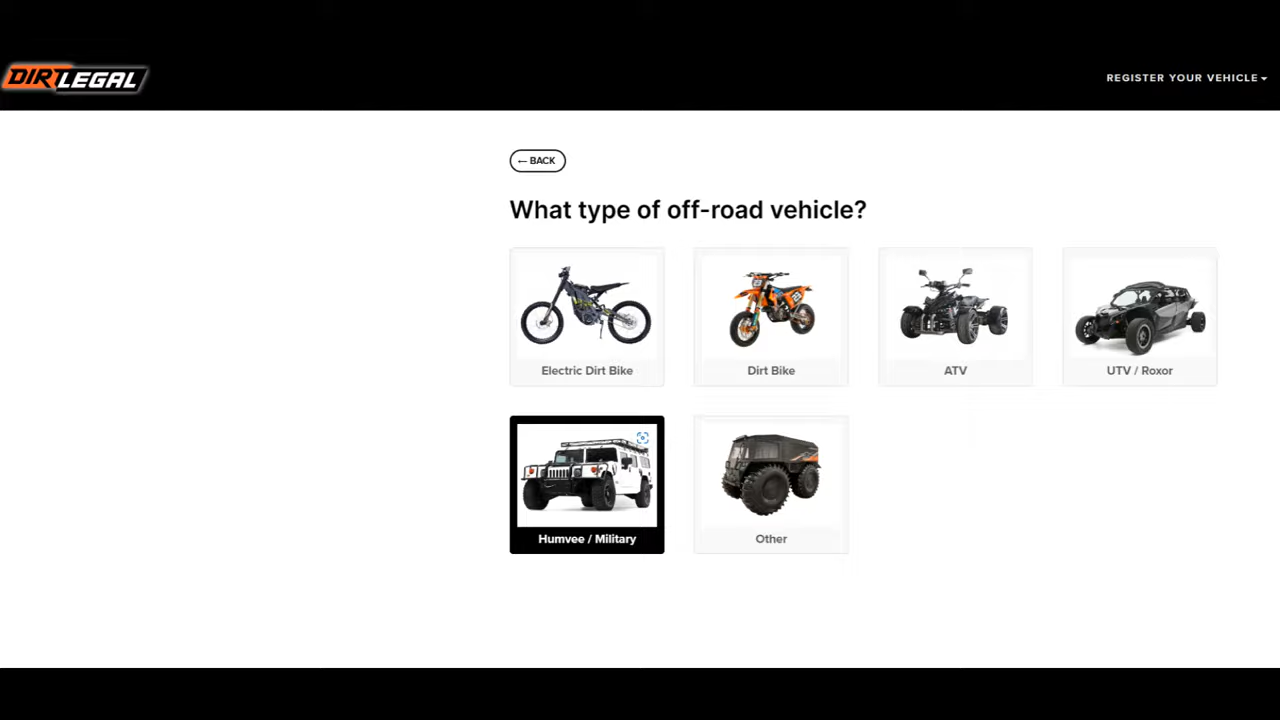 DIRTLEGAL
REGISTER YOUR VEHICLE
← BACK
What type of off-road vehicle?
Electric Dirt Bike
Dirt Bike
ATV
UTV / Roxor
Humvee / Military
Other